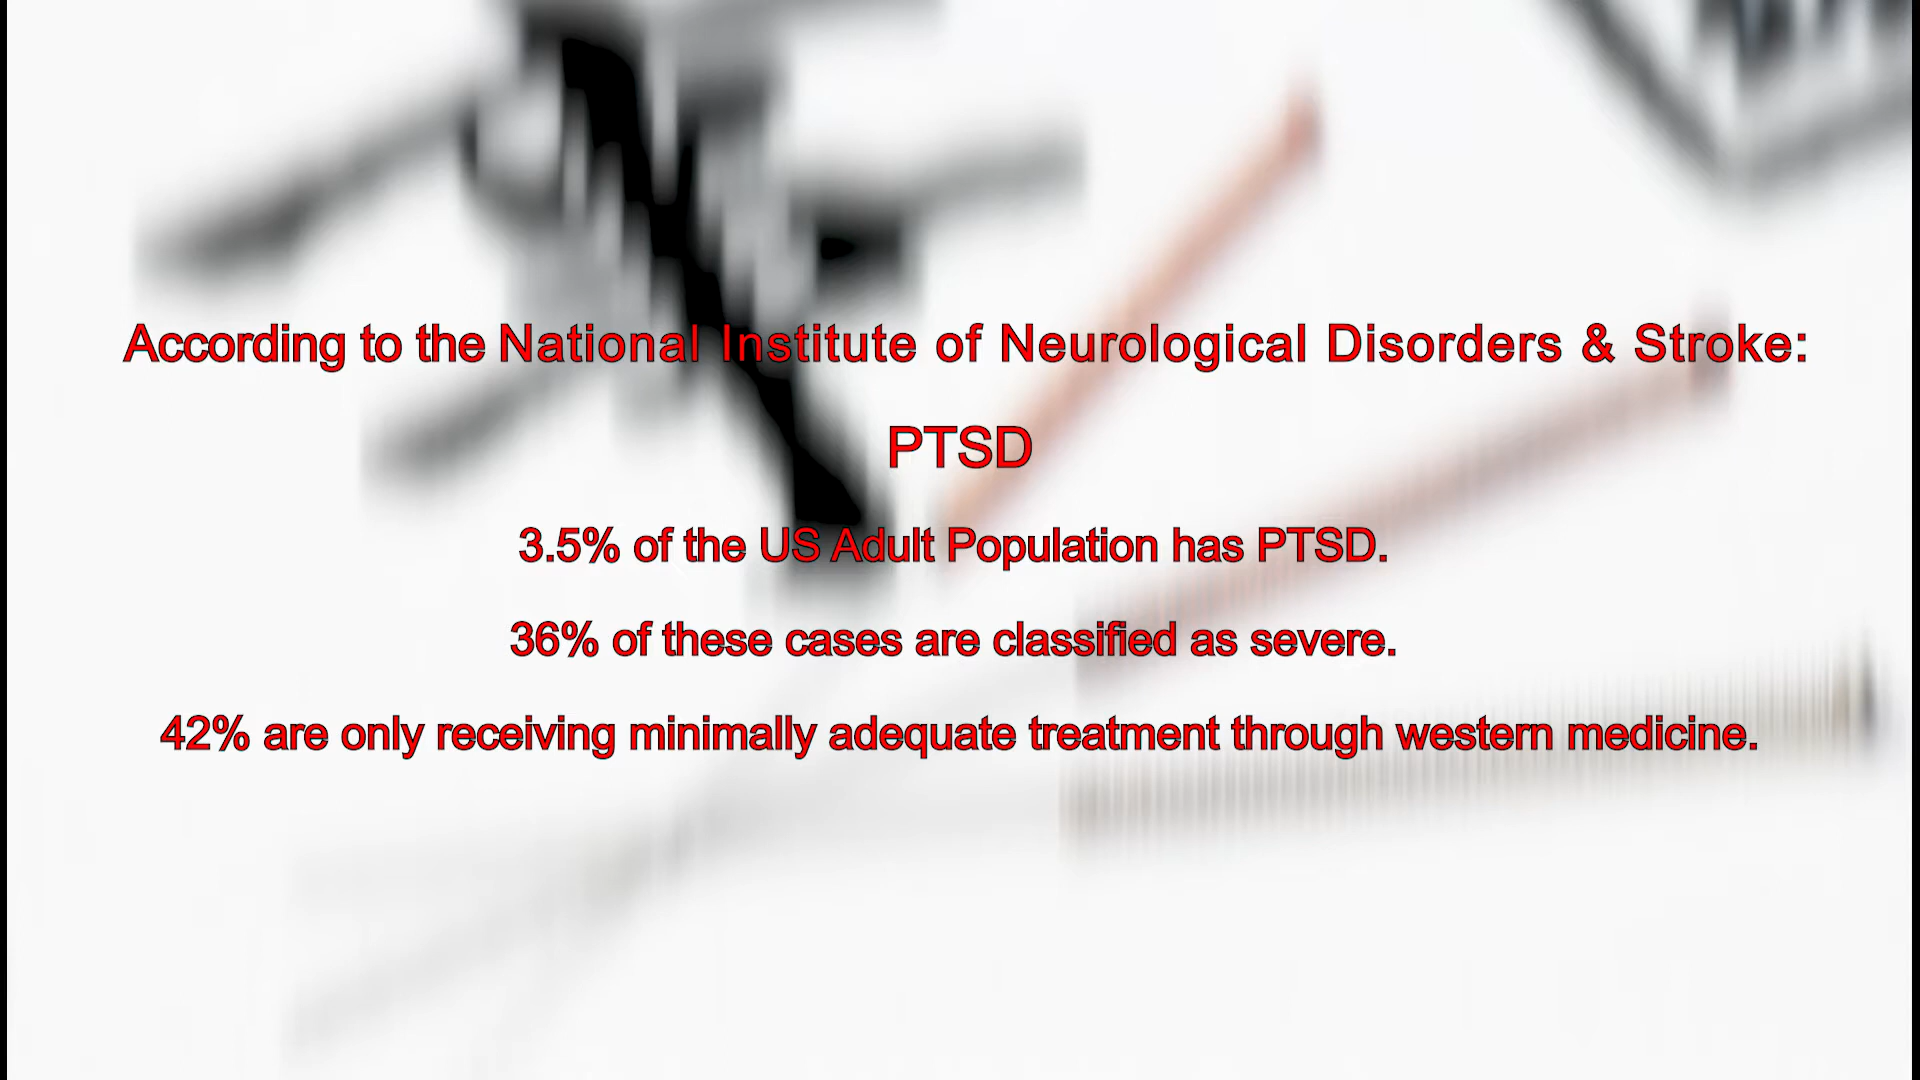 According to the National Institute of Neurological Disorders & Stroke:
PTSD
3.5% of the US Adult Population has PTSD.
36% of these cases are classified as severe.
42% are only receiving minimally adequate treatment through western medicine.